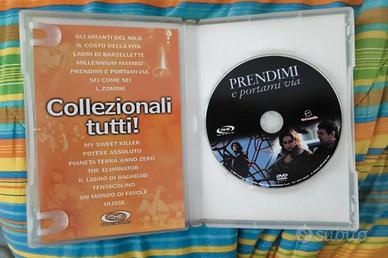 GLI AMANTI DEL NILO
IL COSTO DELLA VITA
LADRI DI BARZELLETTE
MILLENNIUM MAMBO
PRENDIMI E PORTAMI VIA
SEI COME SEI
I, ZOMBIE
Collezionali
tutti!
MY SWEET KILLER
POTERE ASSOLUTO
PIANETA TERRA: ANNO ZERO
THE ELIMINATOR
IL LADRO DI BAGHDAD
TENTACOLINO
UN MONDO DI FAVOLE
ULISSE
PRENDIMI
e portami via
DVD
subito